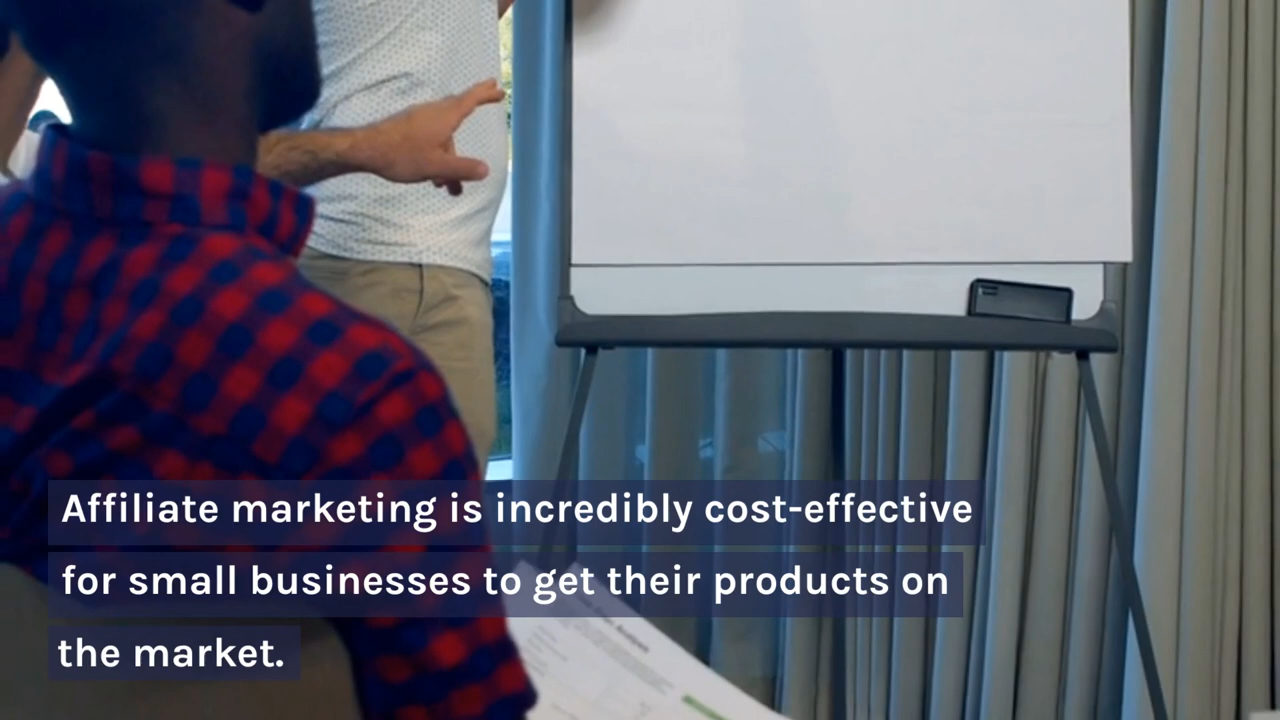 Affiliate marketing is incredibly cost-effective
for small businesses to get their products on
the market.